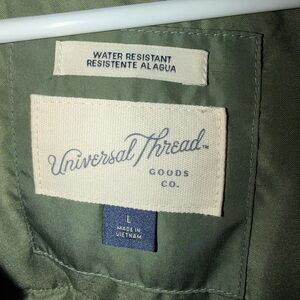 WATER RESISTANT
RESISTENTE AL AGUA
Universal Thread™
GOODS
CO.
L
MADE IN
VIETNAM